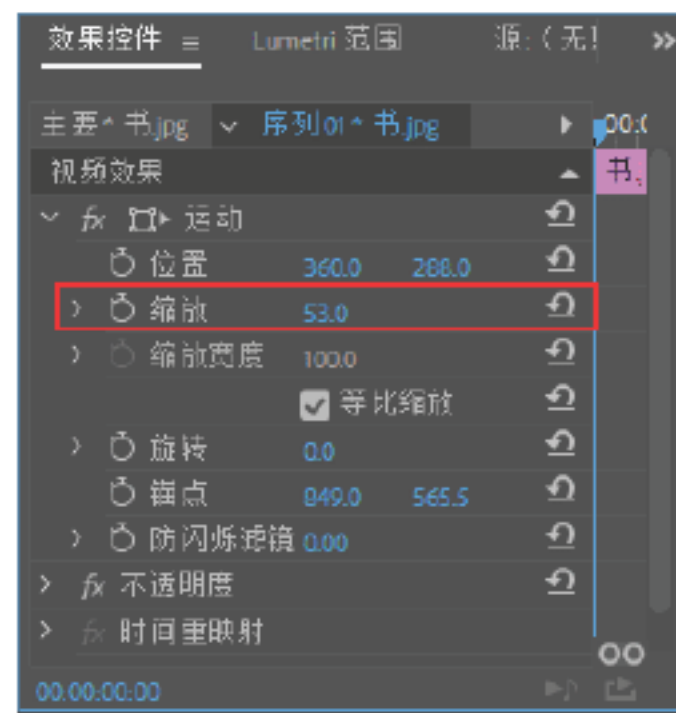 效果控件 ≡ Lumetri 范围 源:（无） »
主要* 书.jpg 序列 01 * 书.jpg 00:0
视频效果 书.
fx 运动
位置 360.0 288.0
缩放 53.0
缩放宽度 100.0
等比缩放
旋转 0.0
锚点 849.0 565.5
防闪烁滤镜 0.00
fx 不透明度
fx 时间重映射
00:00:00:00